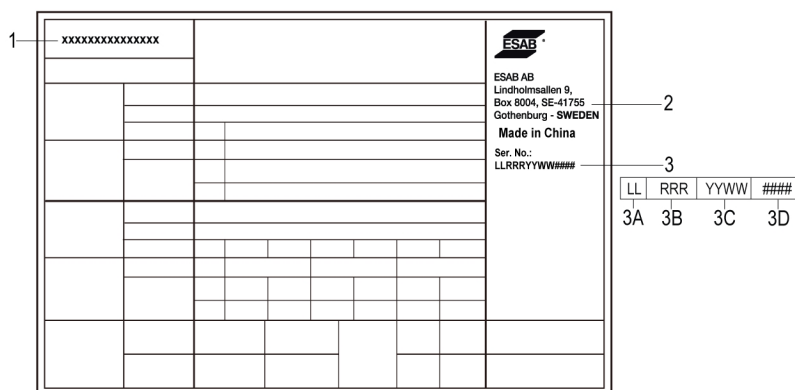 1
xxxxxxxxxxxxxxx
ESAB
ESAB AB
Lindholmsallen 9,
Box 8004, SE-41755
Gothenburg - SWEDEN
2
Made in China
Ser. No.:
LLRRRYYWW####
3
LL RRR YYWW ####
3A 3B 3C 3D